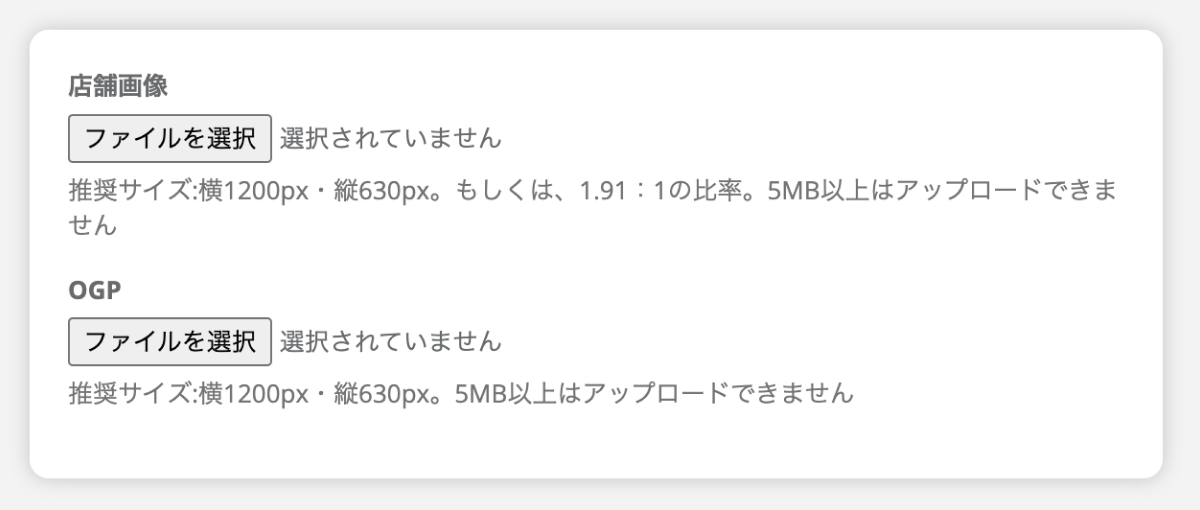 店舗画像
ファイルを選択 選択されていません
推奨サイズ:横1200px・縦630px。もしくは、1.91：1の比率。5MB以上はアップロードできま
せん
OGP
ファイルを選択 選択されていません
推奨サイズ:横1200px・縦630px。5MB以上はアップロードできません